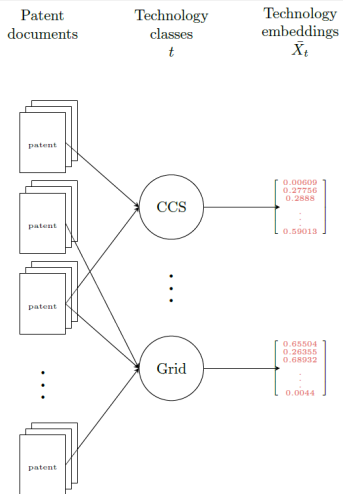 Patent
documents
Technology
classes
t
Technology
embeddings
X̄t
patent
patent
patent
patent
CCS
Grid
0.00609
0.27756
0.2888
0.59013
0.65504
0.26355
0.68932
0.0044